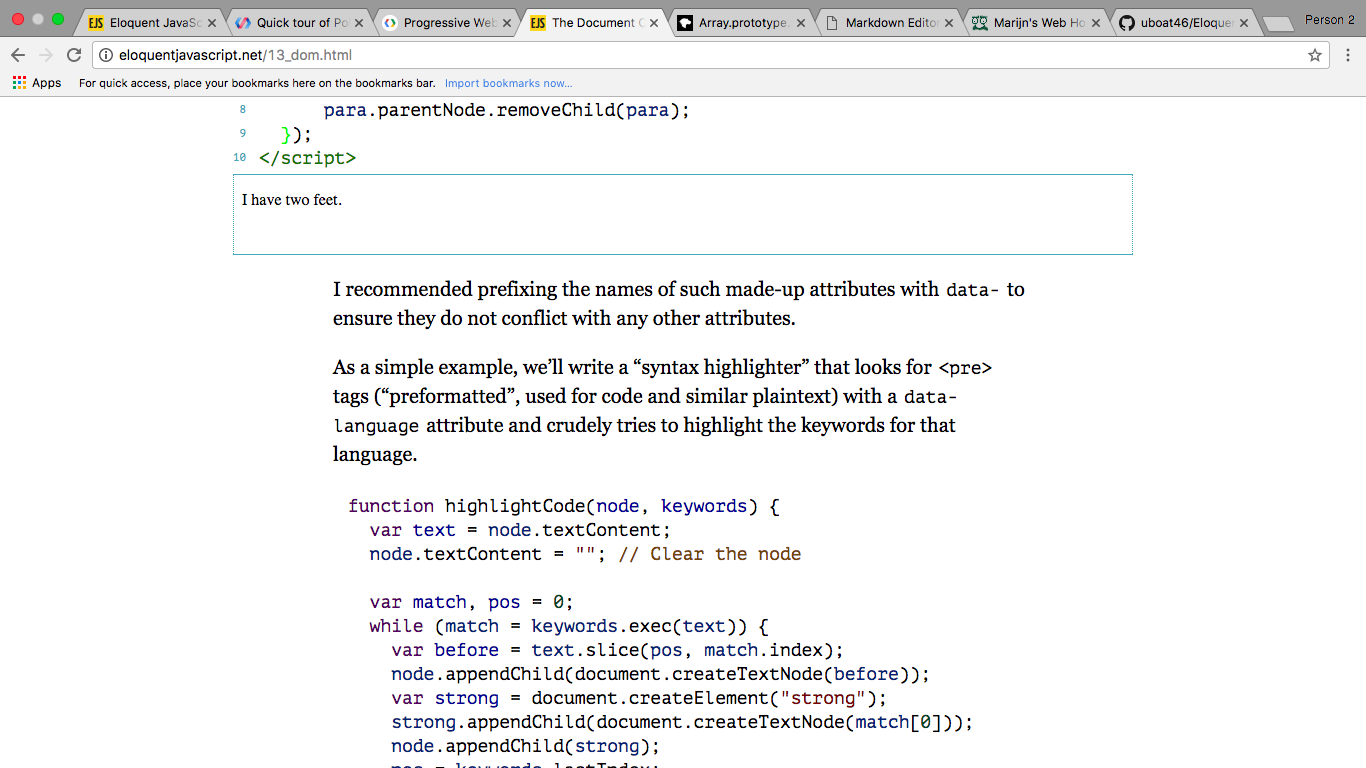 Eloquent JavaSc
Quick tour of Po
Progressive Web
EJS The Document O
Array.prototype.
Markdown Editor
Marijn's Web Ho
uboat46/Eloquen
Person 2
eloquentjavascript.net/13_dom.html
Apps For quick access, place your bookmarks here on the bookmarks bar. Import bookmarks now...
8 para.parentNode.removeChild(para);
9 });
10 </script>
I have two feet.
I recommended prefixing the names of such made-up attributes with data- to
ensure they do not conflict with any other attributes.
As a simple example, we’ll write a “syntax highlighter” that looks for <pre>
tags (“preformatted”, used for code and similar plaintext) with a data-
language attribute and crudely tries to highlight the keywords for that
language.
function highlightCode(node, keywords) {
var text = node.textContent;
node.textContent = ""; // Clear the node
var match, pos = 0;
while (match = keywords.exec(text)) {
var before = text.slice(pos, match.index);
node.appendChild(document.createTextNode(before));
var strong = document.createElement("strong");
strong.appendChild(document.createTextNode(match[0]));
node.appendChild(strong);
pos = keywords.lastIndex;